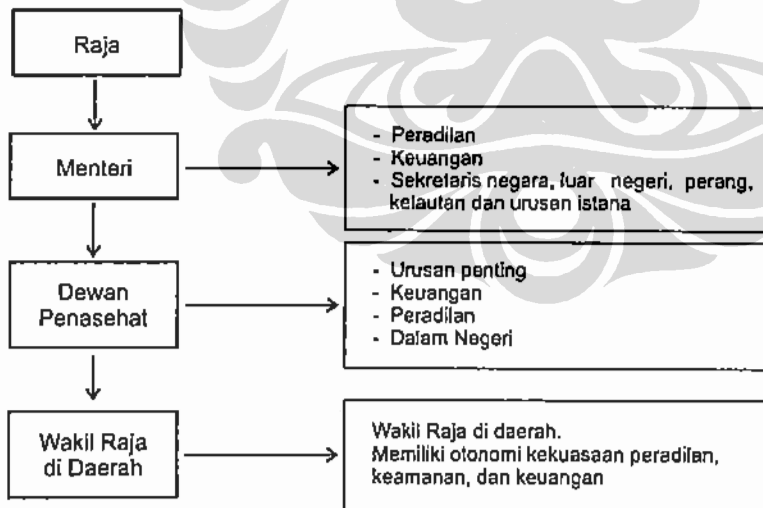 Raja
Menteri
- Peradilan
- Keuangan
- Sekretaris negara, luar negeri, perang,
kelautan dan urusan istana
Dewan
Penasehat
- Urusan penting
- Keuangan
- Peradilan
- Dalam Negeri
Wakil Raja
di Daerah
Wakil Raja di daerah.
Memiliki otonomi kekuasaan peradilan,
keamanan, dan keuangan